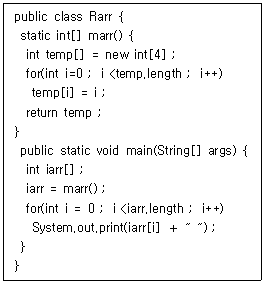 public class Rarr {
static int[] marr() {
int temp[] = new int[4] ;
for(int i=0 ; i <temp.length ; i++)
temp[i] = i ;
return temp ;
}
public static void main(String[] args) {
int iarr[] ;
iarr = marr() ;
for(int i = 0 ; i <iarr.length ; i++)
System.out.print(iarr[i] + " ") ;
}
}